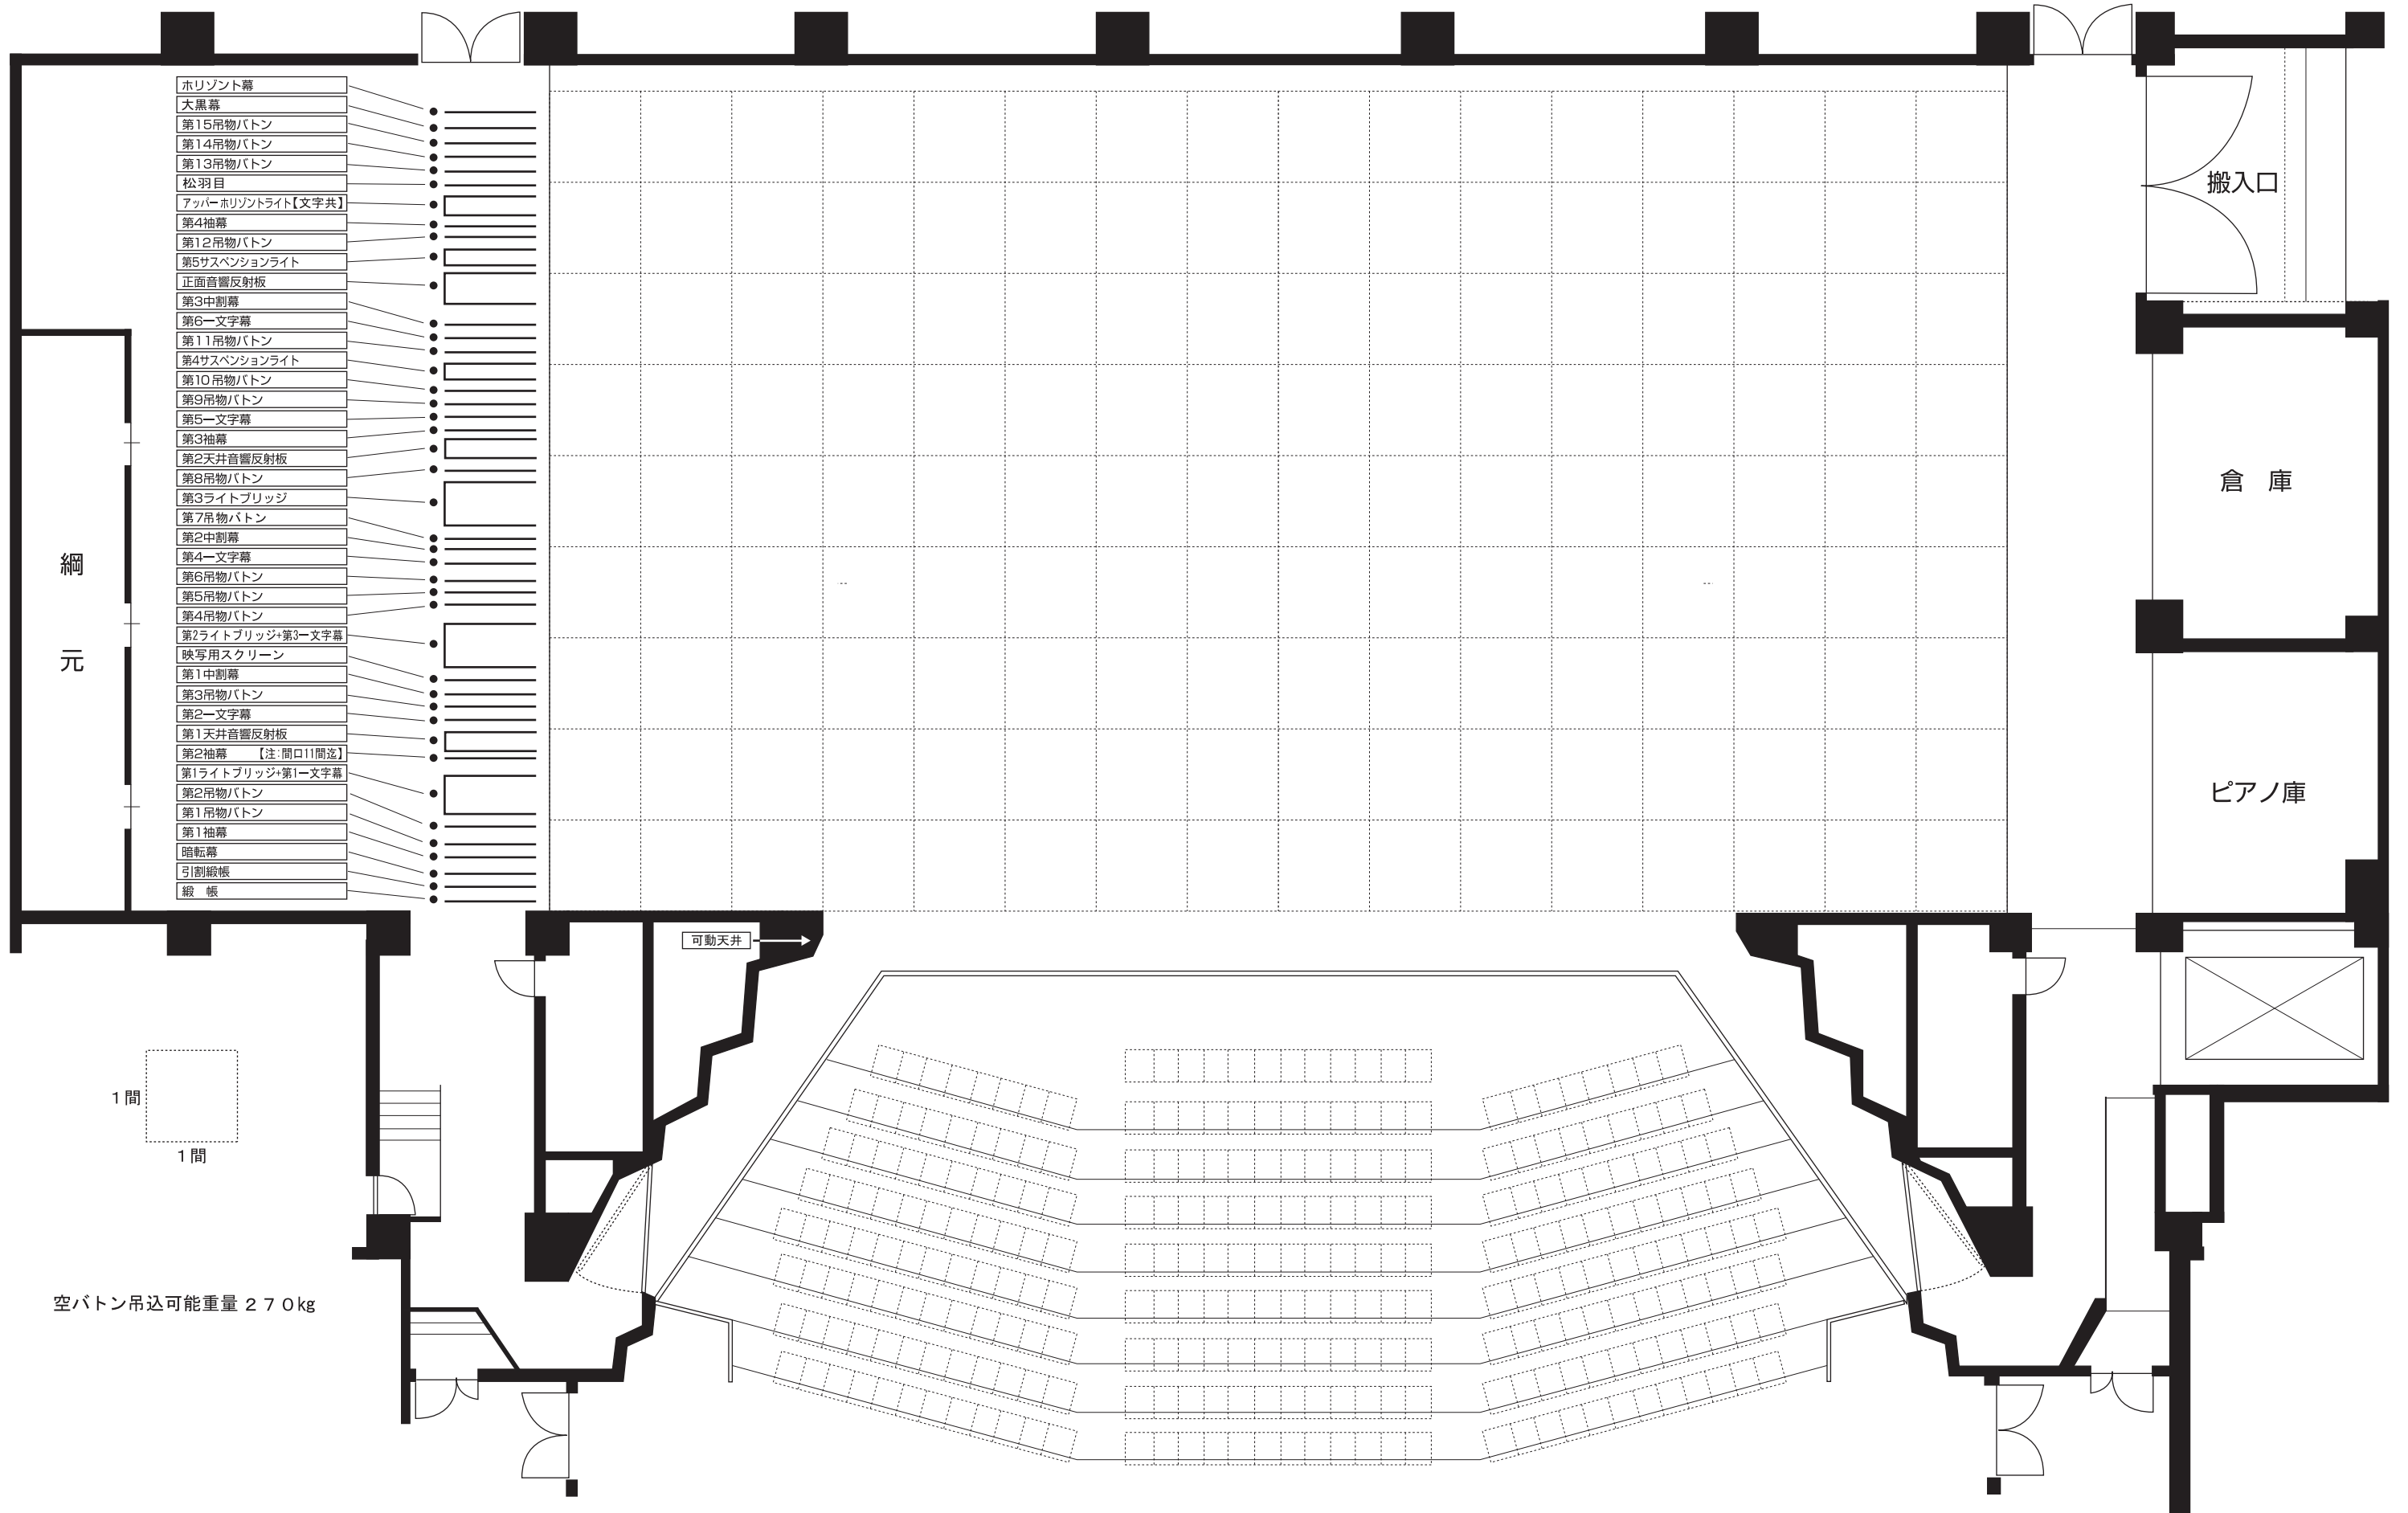 ホリゾント幕
大黒幕
第15吊物バトン
第14吊物バトン
第13吊物バトン
松羽目
アッパーホリゾントライト【文字共】
第4袖幕
第12吊物バトン
第5サスペンションライト
正面音響反射板
第3中割幕
第6一文字幕
第11吊物バトン
第4サスペンションライト
第10吊物バトン
第9吊物バトン
第5一文字幕
第3袖幕
第2天井音響反射板
第8吊物バトン
第3ライトブリッジ
第7吊物バトン
第2中割幕
第4一文字幕
第6吊物バトン
第5吊物バトン
第4吊物バトン
第2ライトブリッジ+第3一文字幕
映写用スクリーン
第1中割幕
第3吊物バトン
第2一文字幕
第1天井音響反射板
第2袖幕　【注:間口11間迄】
第1ライトブリッジ+第1一文字幕
第2吊物バトン
第1吊物バトン
第1袖幕
暗転幕
引割緞帳
緞　帳
綱元
搬入口
倉　庫
ピアノ庫
可動天井
1間
1間
空バトン吊込可能重量２７０kg